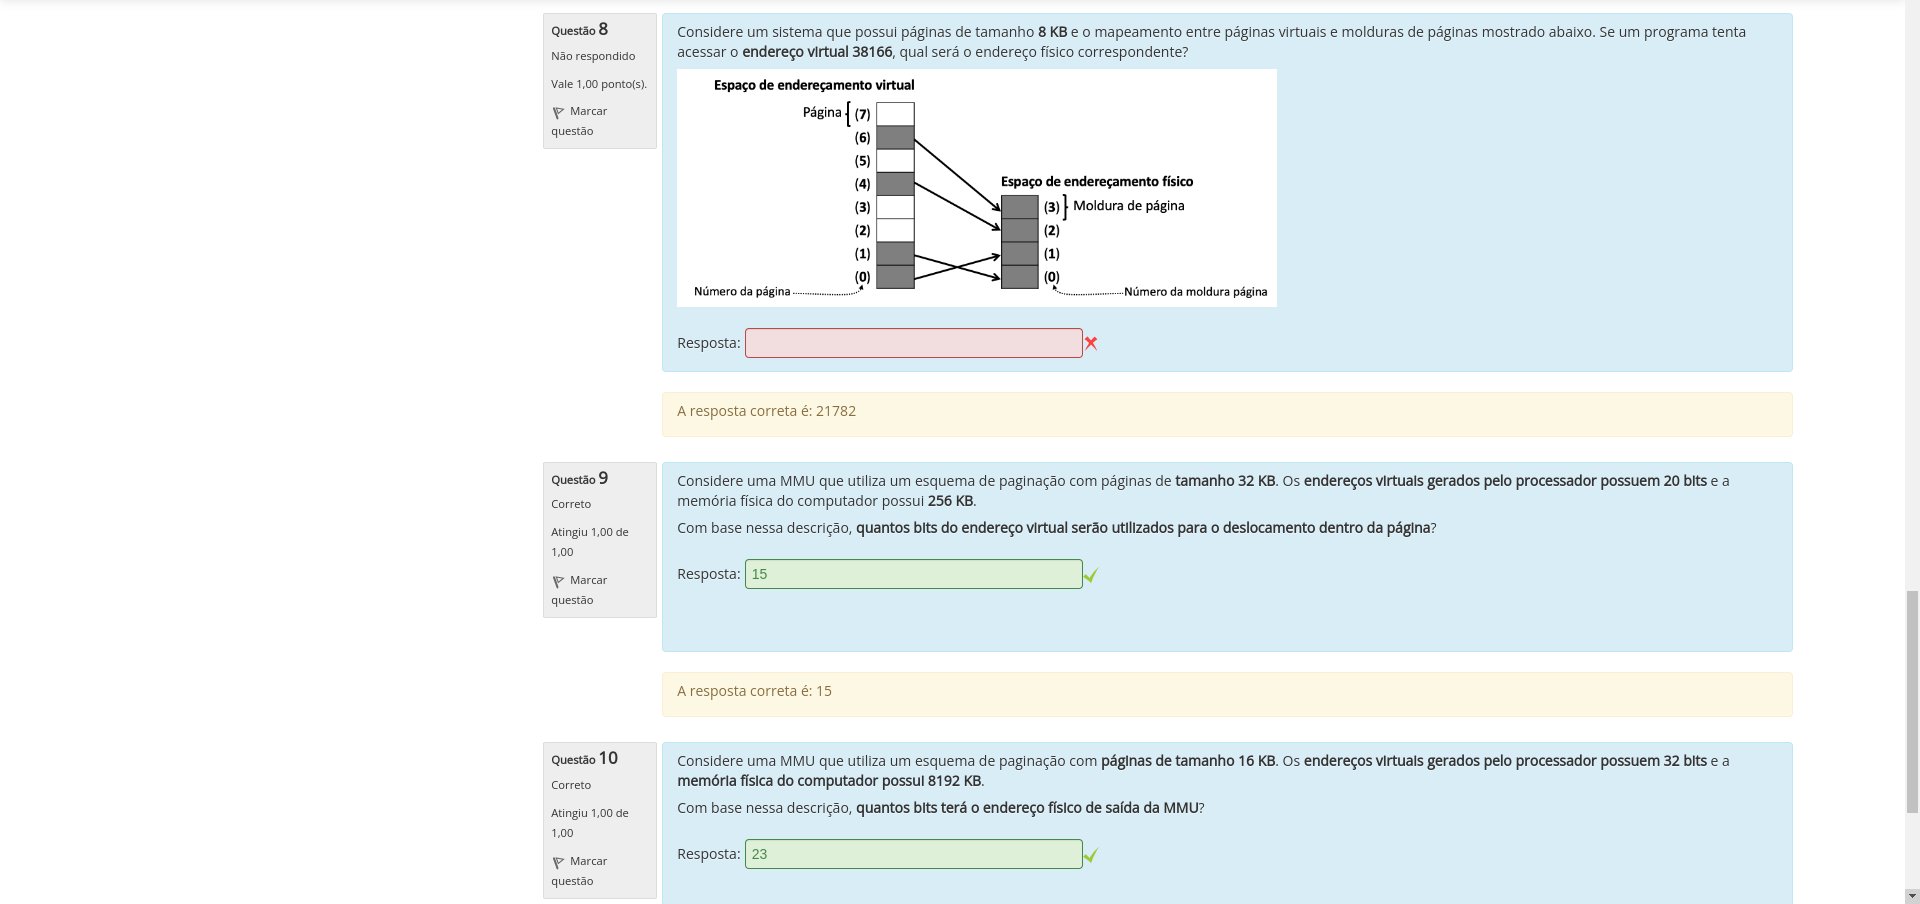 Questão 8
Não respondido
Vale 1,00 ponto(s).
Marcar
questão
Considere um sistema que possui páginas de tamanho 8 KB e o mapeamento entre páginas virtuais e molduras de páginas mostrado abaixo. Se um programa tenta
acessar o endereço virtual 38166, qual será o endereço físico correspondente?
Espaço de endereçamento virtual
Página (7)
(6)
(5)
(4)
(3)
(2)
(1)
(0)
Número da página
Espaço de endereçamento físico
(3) Moldura de página
(2)
(1)
(0)
Número da moldura página
Resposta:
A resposta correta é: 21782
Questão 9
Correto
Atingiu 1,00 de
1,00
Marcar
questão
Considere uma MMU que utiliza um esquema de paginação com páginas de tamanho 32 KB. Os endereços virtuais gerados pelo processador possuem 20 bits e a
memória física do computador possui 256 KB.
Com base nessa descrição, quantos bits do endereço virtual serão utilizados para o deslocamento dentro da página?
Resposta: 15
A resposta correta é: 15
Questão 10
Correto
Atingiu 1,00 de
1,00
Marcar
questão
Considere uma MMU que utiliza um esquema de paginação com páginas de tamanho 16 KB. Os endereços virtuais gerados pelo processador possuem 32 bits e a
memória física do computador possui 8192 KB.
Com base nessa descrição, quantos bits terá o endereço físico de saída da MMU?
Resposta: 23